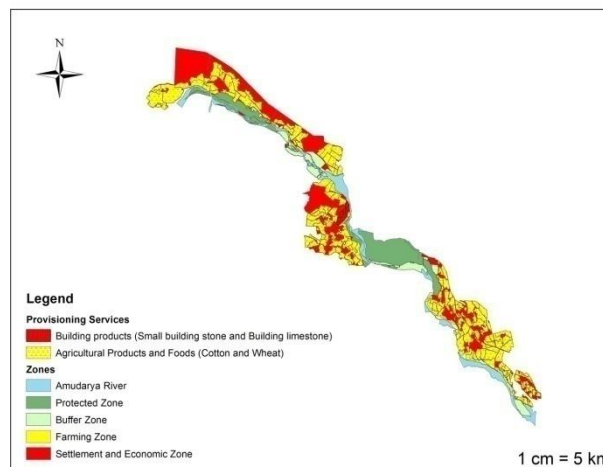 N
Legend
Provisioning Services
Building products (Small building stone and Building limestone)
Agricultural Products and Foods (Cotton and Wheat)
Zones
Amudarya River
Protected Zone
Buffer Zone
Farming Zone
Settlement and Economic Zone
1 cm = 5 km